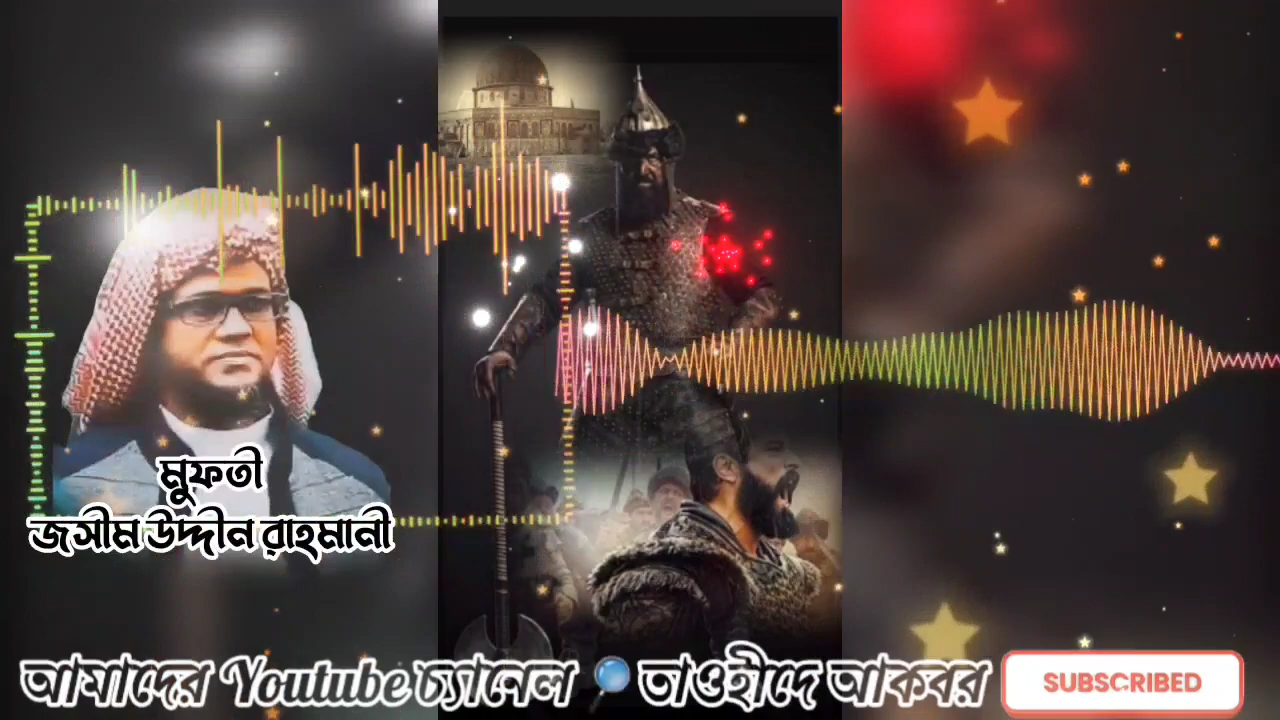 মুফতী
জসীম উদ্দীন রাহমানী
আমাদের Youtube চ্যানেল 🔎 তাওহীদে আকবর
SUBSCRIBED